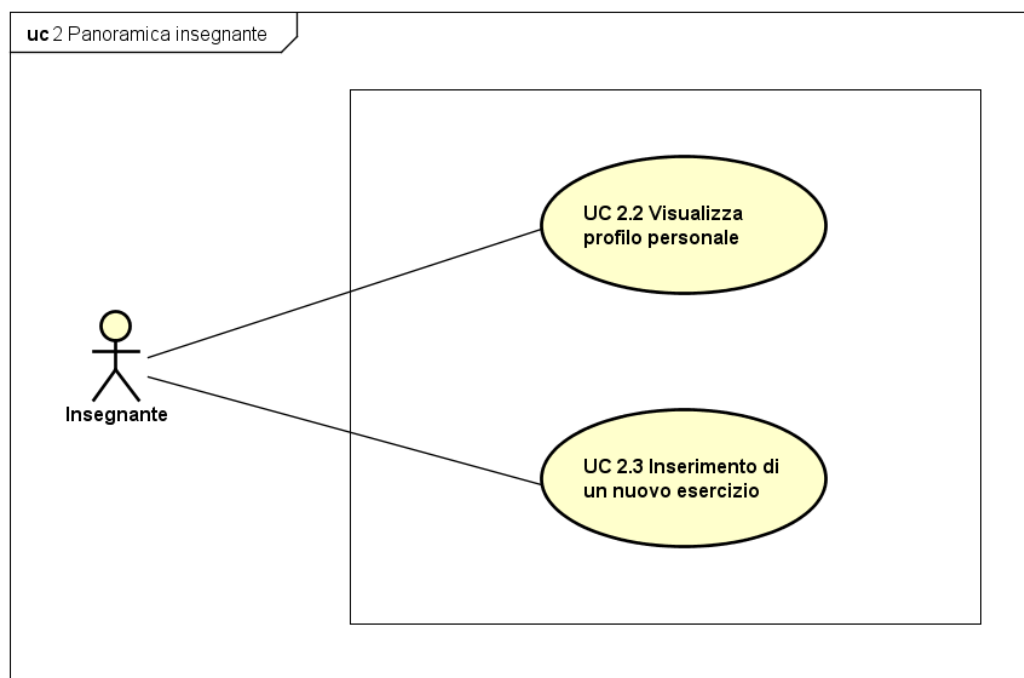 uc 2 Panoramica insegnante
UC 2.2 Visualizza
profilo personale
Insegnante
UC 2.3 Inserimento di
un nuovo esercizio